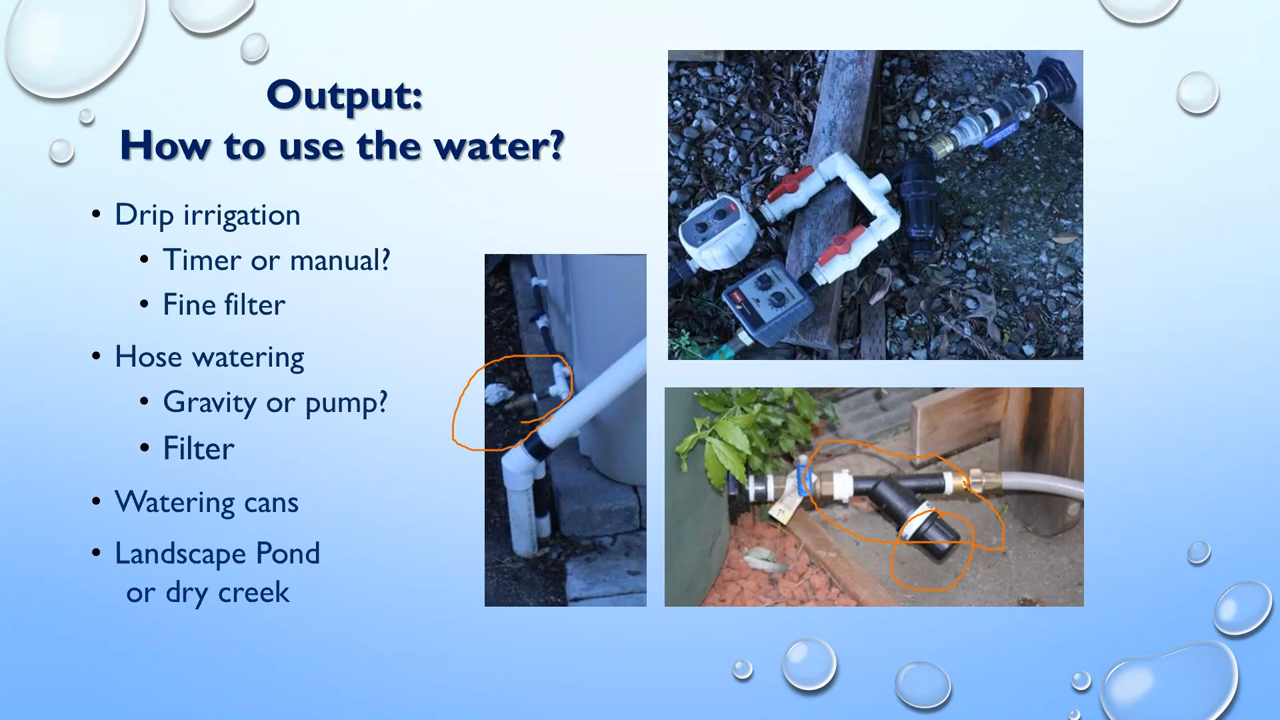 Output:
How to use the water?
• Drip irrigation
• Timer or manual?
• Fine filter
• Hose watering
• Gravity or pump?
• Filter
• Watering cans
• Landscape Pond
or dry creek